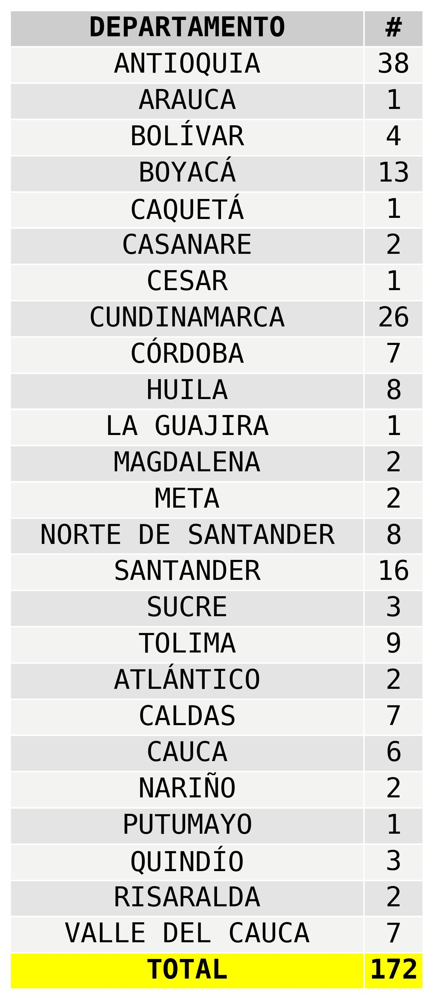 DEPARTAMENTO #
ANTIOQUIA 38
ARAUCA 1
BOLÍVAR 4
BOYACÁ 13
CAQUETÁ 1
CASANARE 2
CESAR 1
CUNDINAMARCA 26
CÓRDOBA 7
HUILA 8
LA GUAJIRA 1
MAGDALENA 2
META 2
NORTE DE SANTANDER 8
SANTANDER 16
SUCRE 3
TOLIMA 9
ATLÁNTICO 2
CALDAS 7
CAUCA 6
NARIÑO 2
PUTUMAYO 1
QUINDÍO 3
RISARALDA 2
VALLE DEL CAUCA 7
TOTAL 172